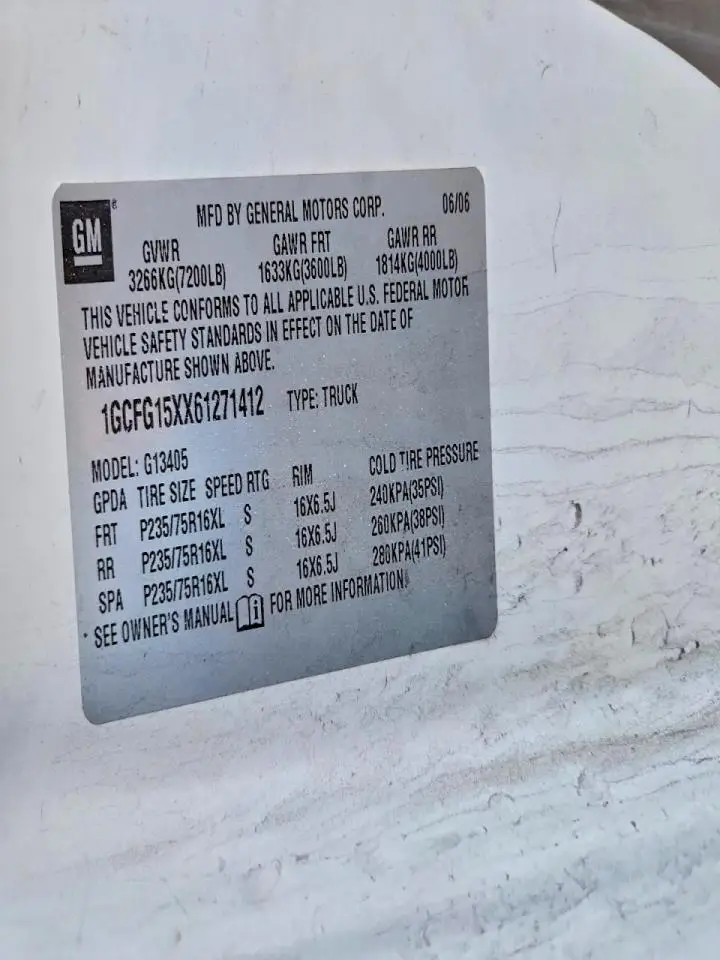 GM® MFD BY GENERAL MOTORS CORP. 06/06
GVWR GAWR FRT GAWR RR
3266KG(7200LB) 1633KG(3600LB) 1814KG(4000LB)
THIS VEHICLE CONFORMS TO ALL APPLICABLE U.S. FEDERAL MOTOR
VEHICLE SAFETY STANDARDS IN EFFECT ON THE DATE OF
MANUFACTURE SHOWN ABOVE.
1GCFG15XX61271412 TYPE: TRUCK
MODEL: G13405
GPDA TIRE SIZE SPEED RTG RIM COLD TIRE PRESSURE
FRT P235/75R16XL S 16X6.5J 240KPA(35PSI)
RR P235/75R16XL S 16X6.5J 260KPA(38PSI)
SPA P235/75R16XL S 16X6.5J 280KPA(41PSI)
SEE OWNER'S MANUAL FOR MORE INFORMATION